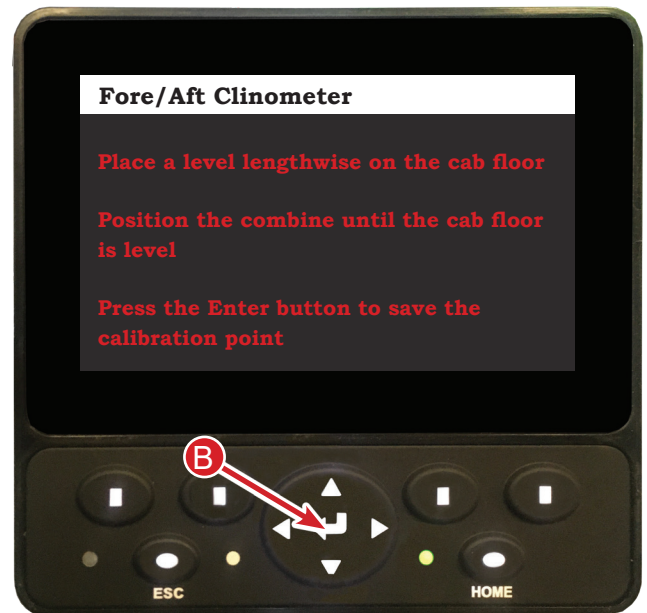 Fore/Aft Clinometer
Place a level lengthwise on the cab floor
Position the combine until the cab floor
is level
Press the Enter button to save the
calibration point
B
ESC
HOME